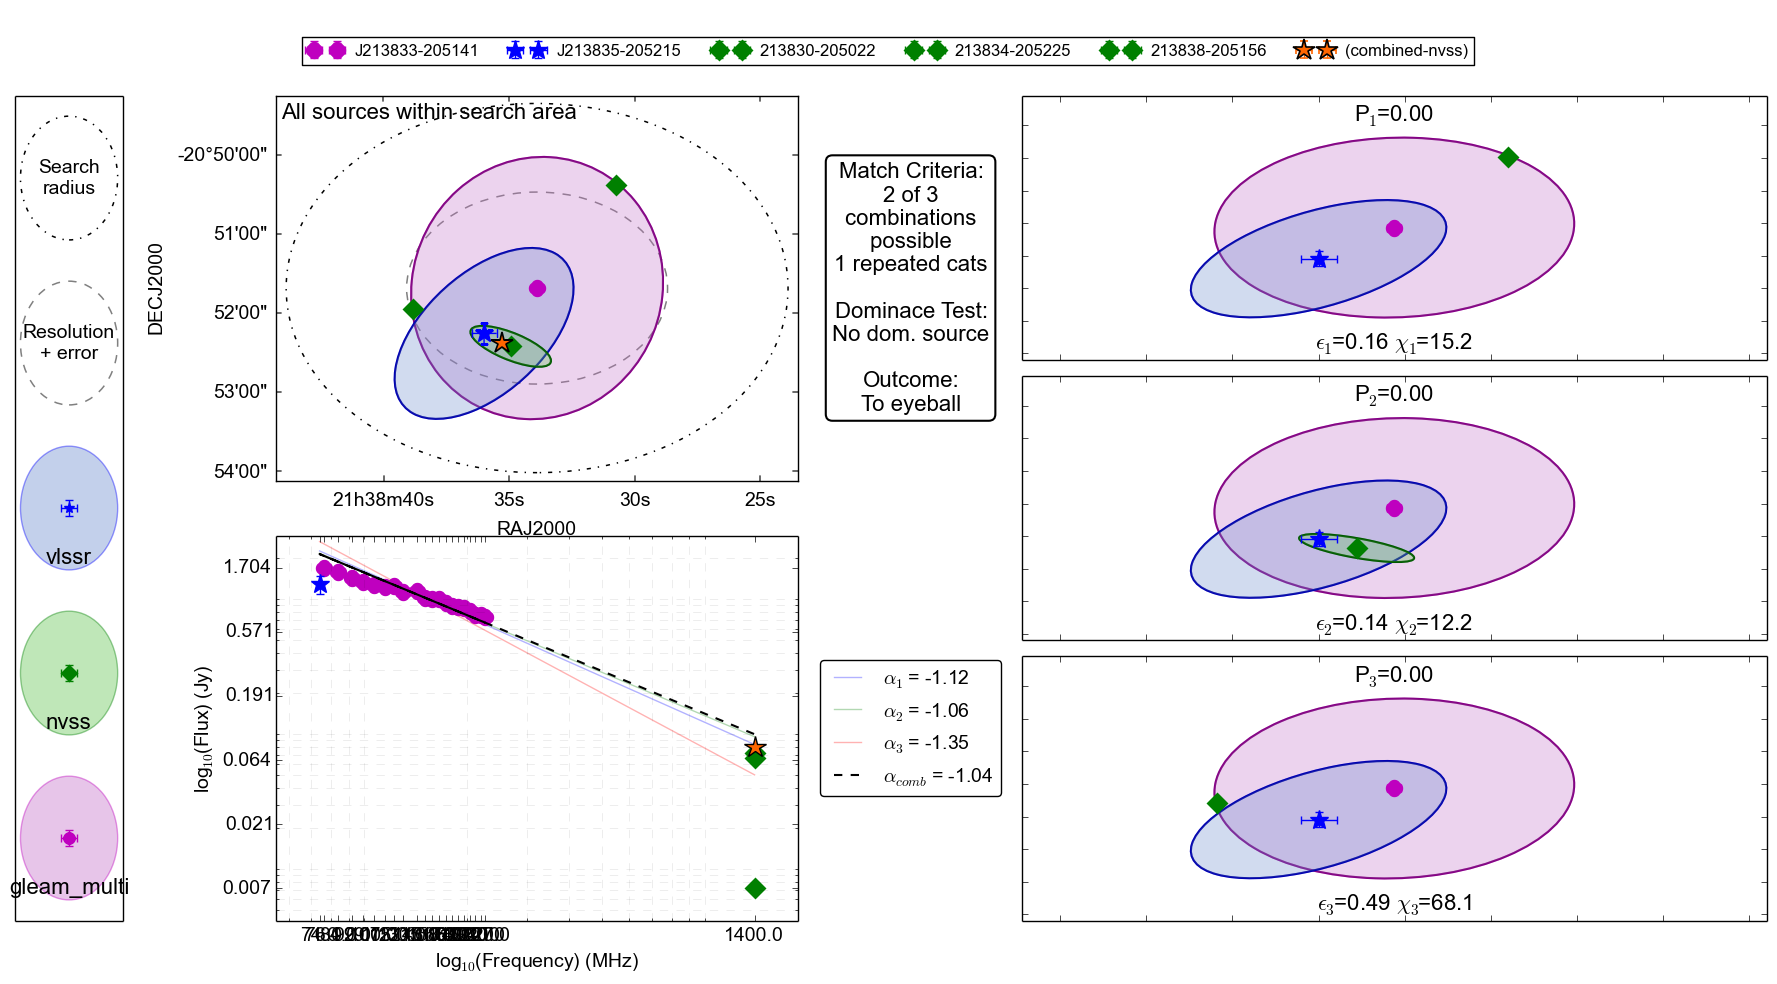 J213833-205141 J213835-205215 213830-205022 213834-205225 213838-205156 (combined-nvss)
Search
radius
Resolution
+ error
vlssr
nvss
gleam_multi
All sources within search area
-20°50'00"
51'00"
52'00"
53'00"
54'00"
DECJ2000
21h38m40s 35s 30s 25s
RAJ2000
Match Criteria:
2 of 3
combinations
possible
1 repeated cats
Dominace Test:
No dom. source
Outcome:
To eyeball
1.704
0.571
0.191
0.064
0.021
0.007
log10(Flux) (Jy)
1400.0
log10(Frequency) (MHz)
α1 = -1.12
α2 = -1.06
α3 = -1.35
αcomb = -1.04
P1=0.00
ϵ1=0.16 χ1=15.2
P2=0.00
ϵ2=0.14 χ2=12.2
P3=0.00
ϵ3=0.49 χ3=68.1